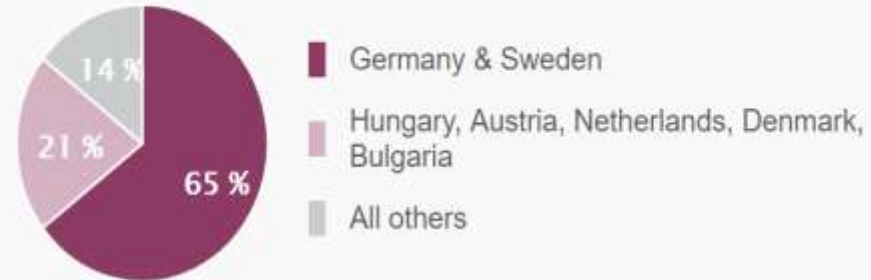 14 %
21 %
65 %
Germany & Sweden
Hungary, Austria, Netherlands, Denmark,
Bulgaria
All others